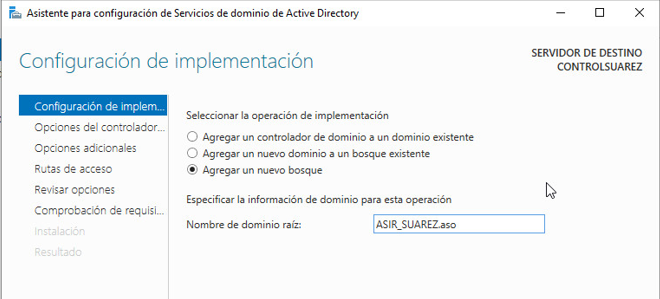 Asistente para configuración de Servicios de dominio de Active Directory
Configuración de implementación
SERVIDOR DE DESTINO
CONTROLSUAREZ
Configuración de implem...
Opciones del controlador...
Opciones adicionales
Rutas de acceso
Revisar opciones
Comprobación de requisi...
Instalación
Resultado
Seleccionar la operación de implementación
Agregar un controlador de dominio a un dominio existente
Agregar un nuevo dominio a un bosque existente
Agregar un nuevo bosque
Especificar la información de dominio para esta operación
Nombre de dominio raíz: ASIR_SUAREZ.aso